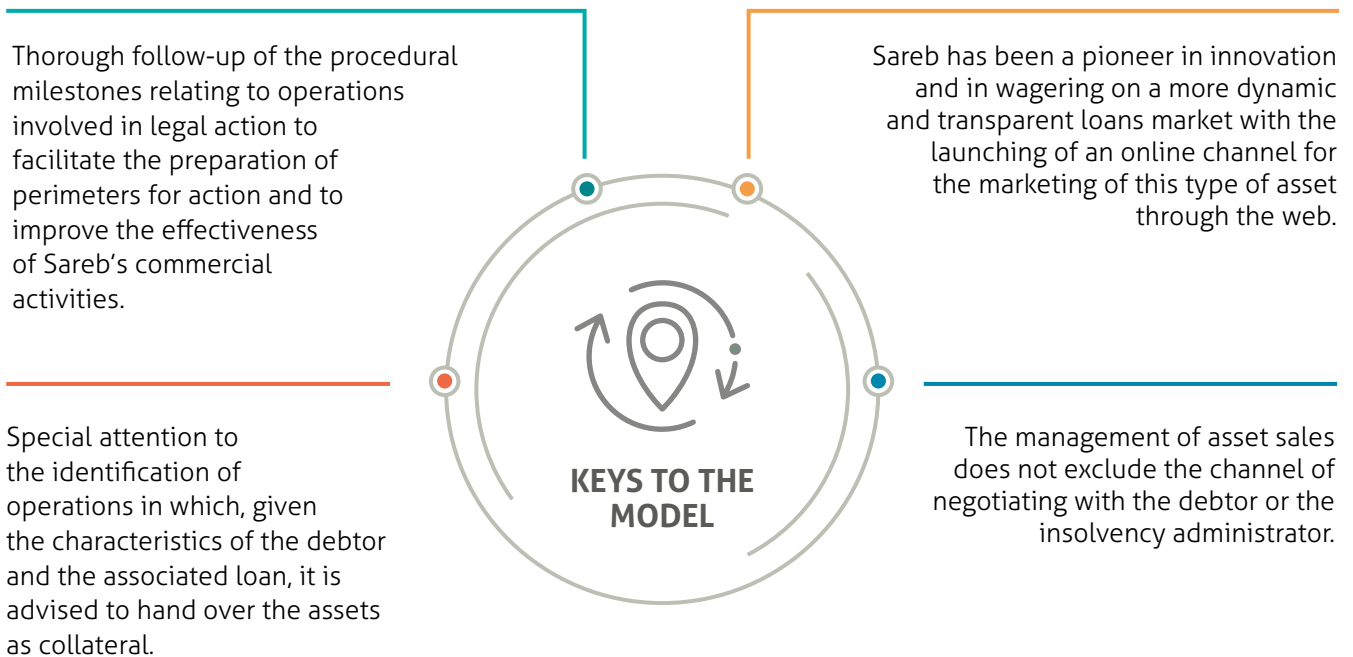 Thorough follow-up of the procedural
milestones relating to operations
involved in legal action to
facilitate the preparation of
perimeters for action and to
improve the effectiveness
of Sareb’s commercial
activities.
Sareb has been a pioneer in innovation
and in wagering on a more dynamic
and transparent loans market with the
launching of an online channel for
the marketing of this type of asset
through the web.
KEYS TO THE
MODEL
Special attention to
the identification of
operations in which, given
the characteristics of the debtor
and the associated loan, it is
advised to hand over the assets
as collateral.
The management of asset sales
does not exclude the channel of
negotiating with the debtor or the
insolvency administrator.